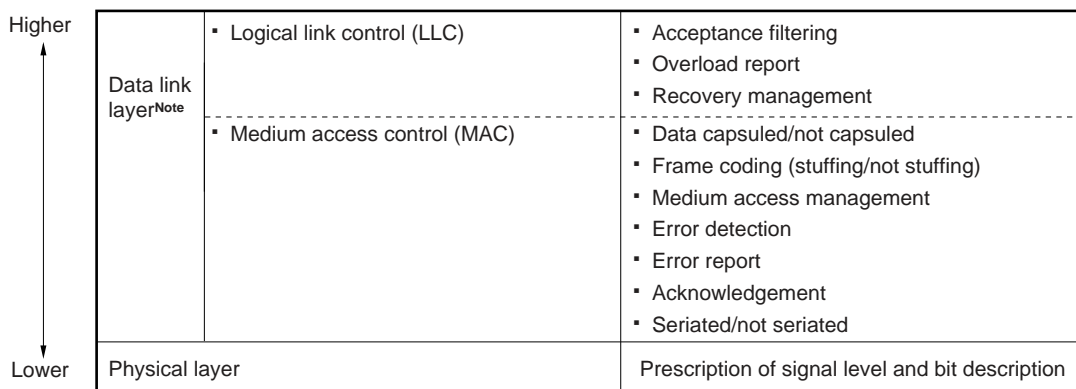 Higher
Data link
layerNote
▪ Logical link control (LLC)
▪ Acceptance filtering
▪ Overload report
▪ Recovery management
▪ Medium access control (MAC)
▪ Data capsuled/not capsuled
▪ Frame coding (stuffing/not stuffing)
▪ Medium access management
▪ Error detection
▪ Error report
▪ Acknowledgement
▪ Seriated/not seriated
Lower
Physical layer
Prescription of signal level and bit description